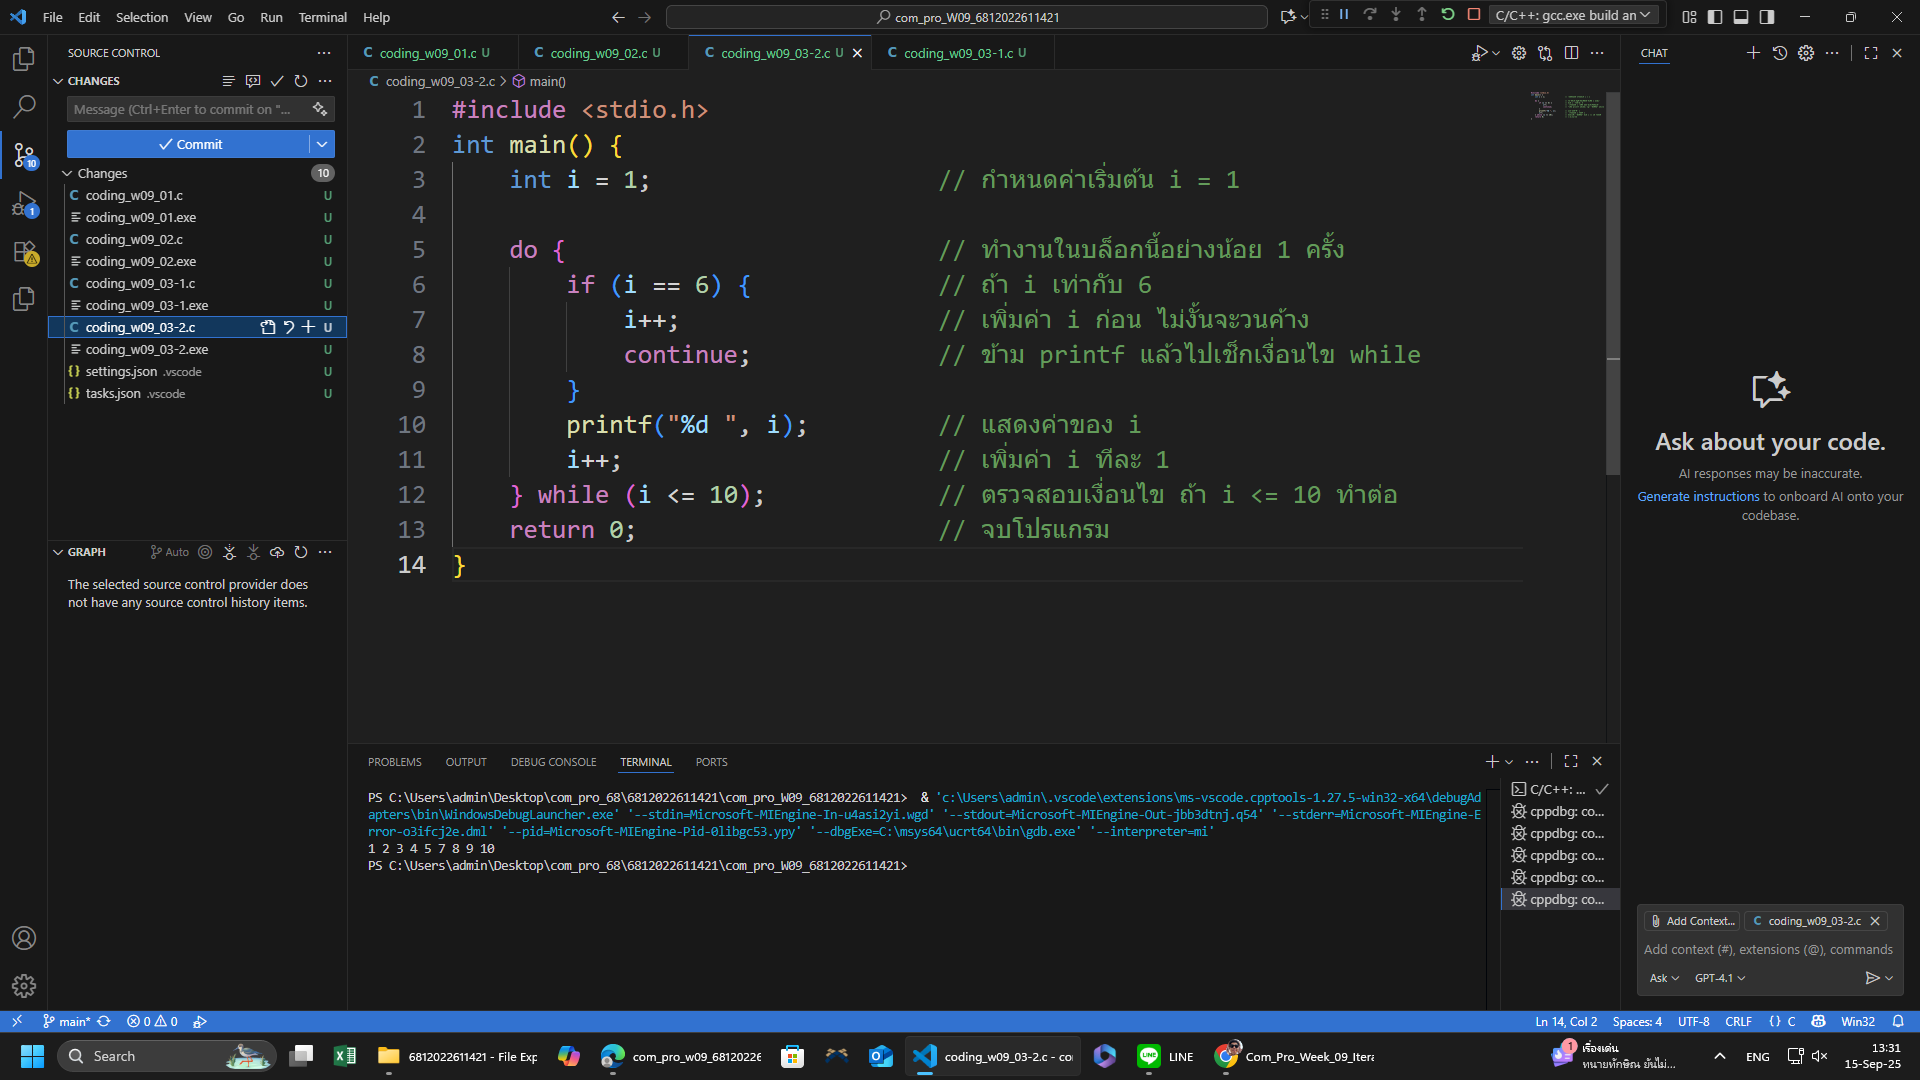 File Edit Selection View Go Run Terminal Help
com_pro_W09_6812022611421
C/C++: gcc.exe build an
SOURCE CONTROL
CHANGES
Message (Ctrl+Enter to commit on "...
Commit
Changes 10
coding_w09_01.c U
coding_w09_01.exe U
coding_w09_02.c U
coding_w09_02.exe U
coding_w09_03-1.c U
coding_w09_03-1.exe U
coding_w09_03-2.c U
coding_w09_03-2.exe U
settings.json .vscode U
tasks.json .vscode U
10
1
GRAPH Auto
The selected source control provider does
not have any source control history items.
coding_w09_01.c U coding_w09_02.c U coding_w09_03-2.c U coding_w09_03-1.c U
coding_w09_03-2.c > main()
1 #include <stdio.h>
2 int main() {
3 int i = 1; // กำหนดค่าเริ่มต้น i = 1
4
5 do { // ทำงานในบล็อกนี้อย่างน้อย 1 ครั้ง
6 if (i == 6) { // ถ้า i เท่ากับ 6
7 i++; // เพิ่มค่า i ก่อน ไม่งั้นจะวนค้าง
8 continue; // ข้าม printf แล้วไปเช็กเงื่อนไข while
9 }
10 printf("%d ", i); // แสดงค่าของ i
11 i++; // เพิ่มค่า i ทีละ 1
12 } while (i <= 10); // ตรวจสอบเงื่อนไข ถ้า i <= 10 ทำต่อ
13 return 0; // จบโปรแกรม
14 }
PROBLEMS OUTPUT DEBUG CONSOLE TERMINAL PORTS
PS C:\Users\admin\Desktop\com_pro_68\6812022611421\com_pro_W09_6812022611421> & 'c:\Users\admin\.vscode\extensions\ms-vscode.cpptools-1.27.5-win32-x64\debugAd
apters\bin\WindowsDebugLauncher.exe' '--stdin=Microsoft-MIEngine-In-u4asi2yi.wgd' '--stdout=Microsoft-MIEngine-Out-jbb3dtnj.q54' '--stderr=Microsoft-MIEngine-E
rror-o3ifcj2e.dml' '--pid=Microsoft-MIEngine-Pid-0libgc53.ypy' '--dbgExe=C:\msys64\ucrt64\bin\gdb.exe' '--interpreter=mi'
1 2 3 4 5 7 8 9 10
PS C:\Users\admin\Desktop\com_pro_68\6812022611421\com_pro_W09_6812022611421>
C/C++: ...
cppdbg: co...
cppdbg: co...
cppdbg: co...
cppdbg: co...
cppdbg: co...
CHAT
Ask about your code.
AI responses may be inaccurate.
Generate instructions to onboard AI onto your
codebase.
Add Context... coding_w09_03-2.c
Add context (#), extensions (@), commands
Ask GPT-4.1
main* 0 0
Ln 14, Col 2 Spaces: 4 UTF-8 CRLF {} C Win32
Search
6812022611421 - File Exp
com_pro_w09_68120226
coding_w09_03-2.c - co
LINE
Com_Pro_Week_09_Itera
1
เรื่องเด่น
ทนายทักษิณ ยันไม่...
ENG
13:31
15-Sep-25